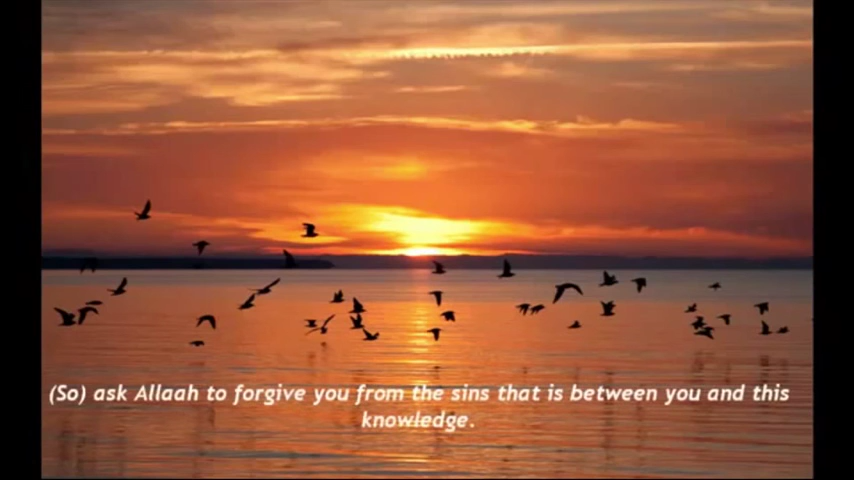 (So) ask Allaah to forgive you from the sins that is between you and this
knowledge.